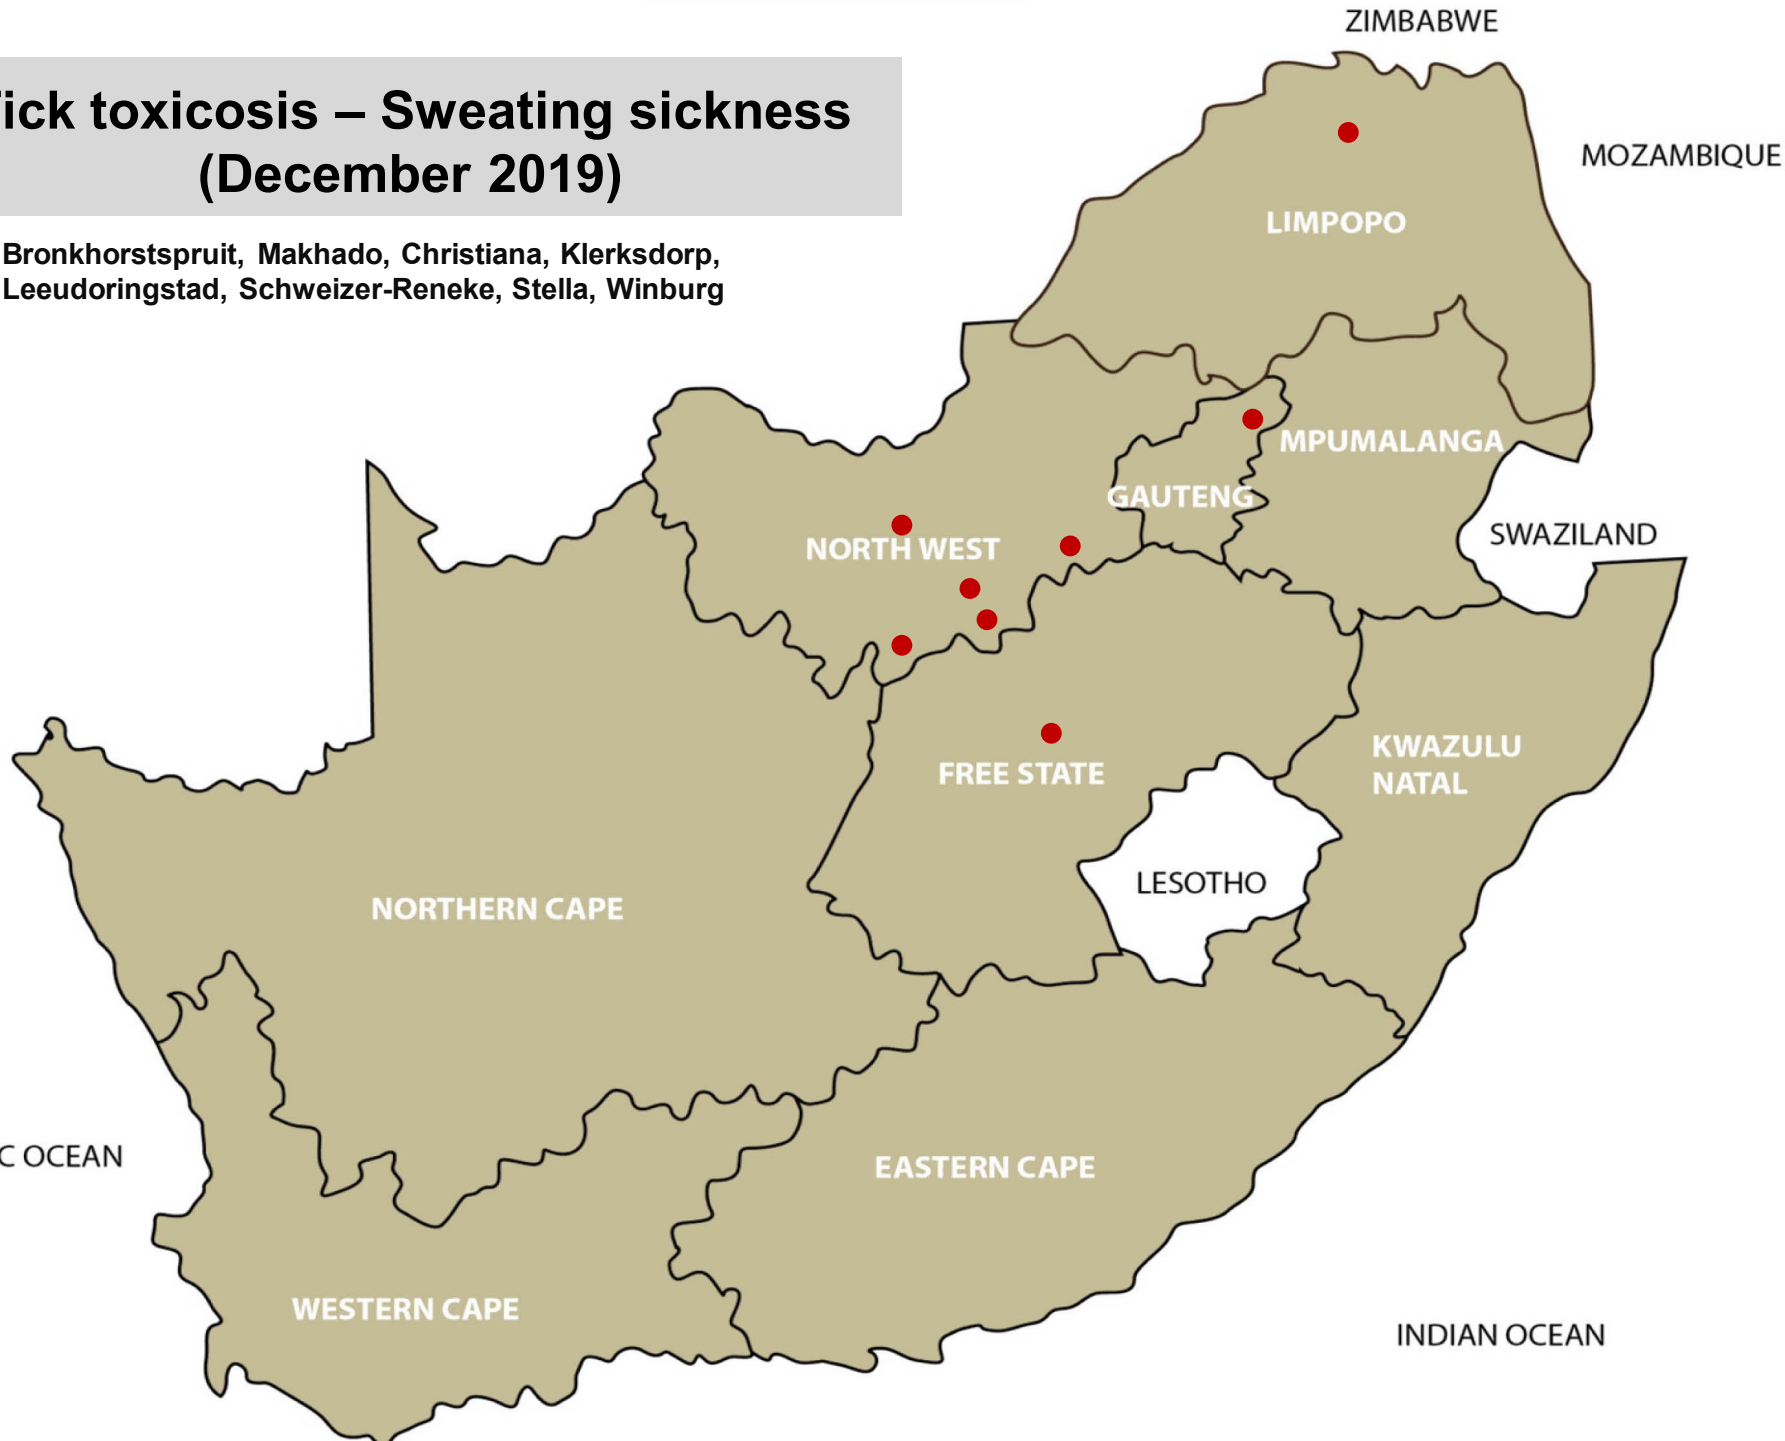 ZIMBABWE
ick toxicosis – Sweating sickness
(December 2019)
MOZAMBIQUE
LIMPOPO
Bronkhorstspruit, Makhado, Christiana, Klerksdorp,
Leeudoringstad, Schweizer-Reneke, Stella, Winburg
MPUMALANGA
GAUTENG
SWAZILAND
NORTH WEST
KWAZULU
NATAL
FREE STATE
LESOTHO
NORTHERN CAPE
C OCEAN
EASTERN CAPE
WESTERN CAPE
INDIAN OCEAN